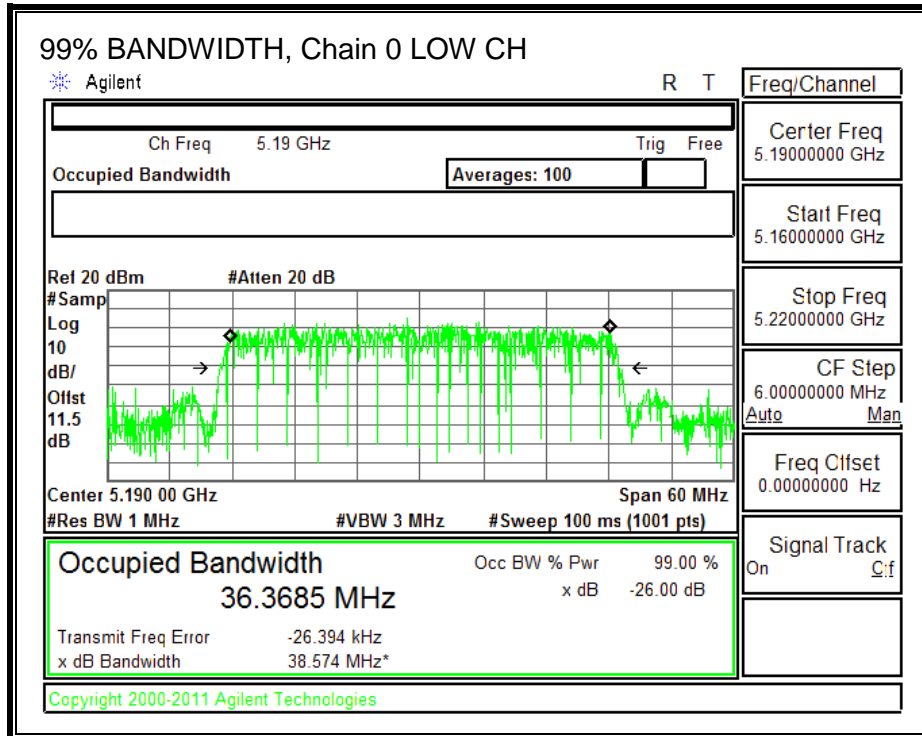 99% BANDWIDTH, Chain 0 LOW CH
Agilent R T
Ch Freq 5.19 GHz Trig Free
Occupied Bandwidth Averages: 100
Ref 20 dBm #Atten 20 dB
#Samp
Log
10
dB/
Offst
11.5
dB
Center 5.190 00 GHz Span 60 MHz
#Res BW 1 MHz #VBW 3 MHz #Sweep 100 ms (1001 pts)
Occupied Bandwidth
36.3685 MHz
Occ BW % Pwr 99.00 %
x dB -26.00 dB
Transmit Freq Error -26.394 kHz
x dB Bandwidth 38.574 MHz*
Copyright 2000-2011 Agilent Technologies
Freq/Channel
Center Freq
5.19000000 GHz
Start Freq
5.16000000 GHz
Stop Freq
5.22000000 GHz
CF Step
6.00000000 MHz
Auto Man
Freq Offset
0.00000000 Hz
Signal Track
On Off